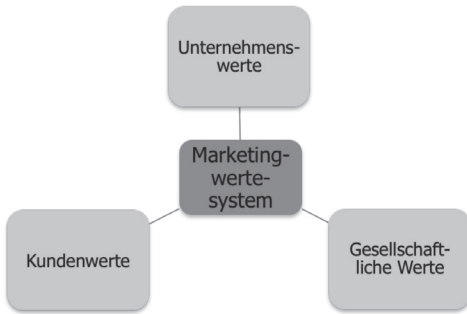 Unternehmens-
werte
Marketing-
werte-
system
Kundenwerte
Gesellschaft-
liche Werte